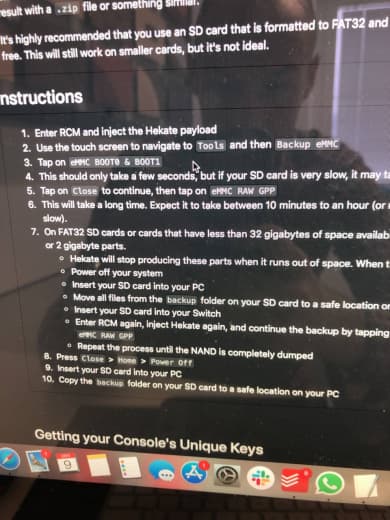 result with a .zip file or something similar.
It's highly recommended that you use an SD card that is formatted to FAT32 and
free. This will still work on smaller cards, but it's not ideal.
nstructions
1. Enter RCM and inject the Hekate payload
2. Use the touch screen to navigate to Tools and then Backup eMMC
3. Tap on eMMC BOOT0 & BOOT1
4. This should only take a few seconds, but if your SD card is very slow, it may ta
5. Tap on Close to continue, then tap on eMMC RAW GPP
6. This will take a long time. Expect it to take between 10 minutes to an hour (or
slow).
7. On FAT32 SD cards or cards that have less than 32 gigabytes of space availab
or 2 gigabyte parts.
Hekate will stop producing these parts when it runs out of space. When t
Power off your system
Insert your SD card into your PC
Move all files from the backup folder on your SD card to a safe location or
Insert your SD card into your Switch
Enter RCM again, inject Hekate again, and continue the backup by tapping
eMMC RAW GPP
Repeat the process until the NAND is completely dumped
8. Press Close > Home > Power Off
9. Insert your SD card into your PC
10. Copy the backup folder on your SD card to a safe location on your PC
Getting your Console's Unique Keys
9